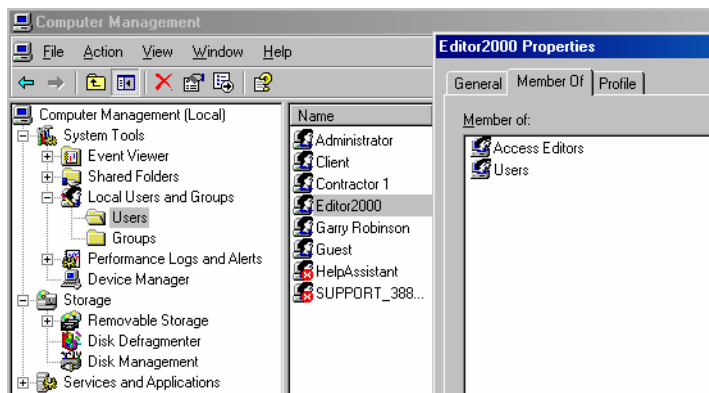 Computer Management
File Action View Window Help
Computer Management (Local)
System Tools
Event Viewer
Shared Folders
Local Users and Groups
Users
Groups
Performance Logs and Alerts
Device Manager
Storage
Removable Storage
Disk Defragmenter
Disk Management
Services and Applications
Name
Administrator
Client
Contractor 1
Editor2000
Garry Robinson
Guest
HelpAssistant
SUPPORT_388...
Editor2000 Properties
General Member Of Profile
Member of:
Access Editors
Users